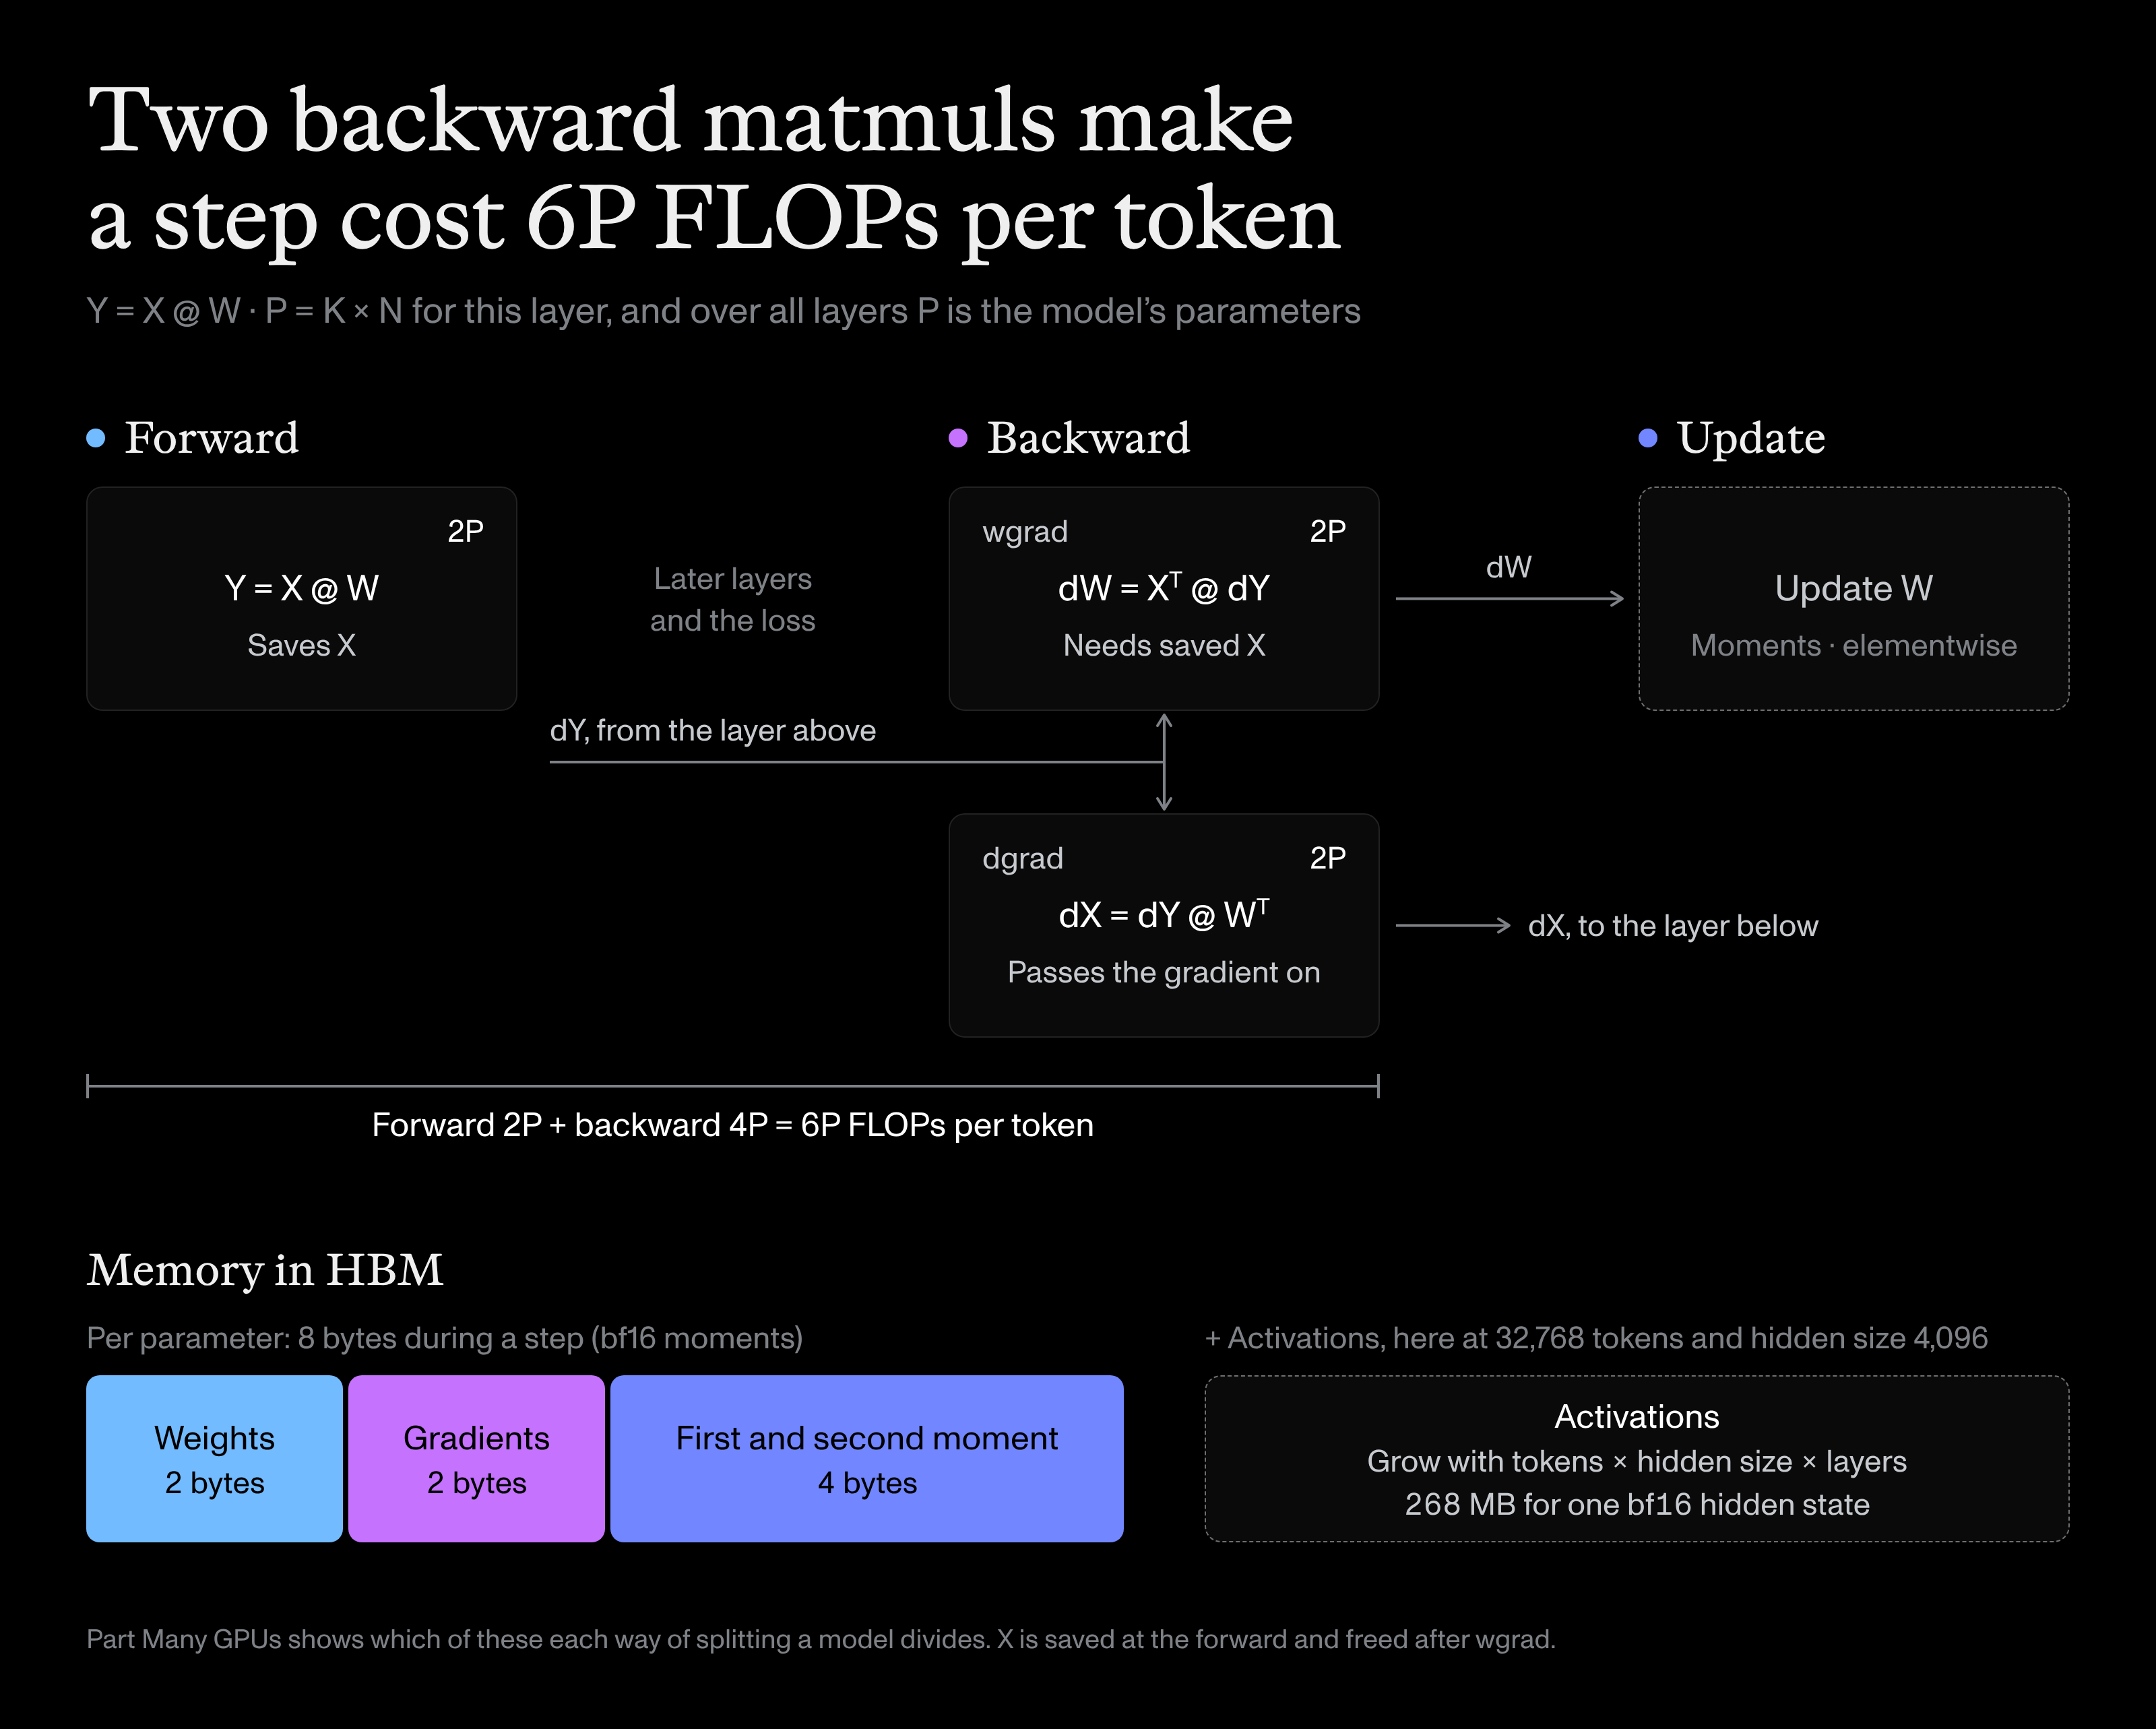 Two backward matmuls make
a step cost 6P FLOPs per token
Y = X @ W · P = K × N for this layer, and over all layers P is the model’s parameters
Forward
2P
Y = X @ W
Saves X
Later layers
and the loss
Backward
wgrad 2P
dW = Xᵀ @ dY
Needs saved X
dW
Update
Update W
Moments · elementwise
dY, from the layer above
dgrad 2P
dX = dY @ Wᵀ
Passes the gradient on
dX, to the layer below
Forward 2P + backward 4P = 6P FLOPs per token
Memory in HBM
Per parameter: 8 bytes during a step (bf16 moments)
Weights
2 bytes
Gradients
2 bytes
First and second moment
4 bytes
+ Activations, here at 32,768 tokens and hidden size 4,096
Activations
Grow with tokens × hidden size × layers
268 MB for one bf16 hidden state
Part Many GPUs shows which of these each way of splitting a model divides. X is saved at the forward and freed after wgrad.